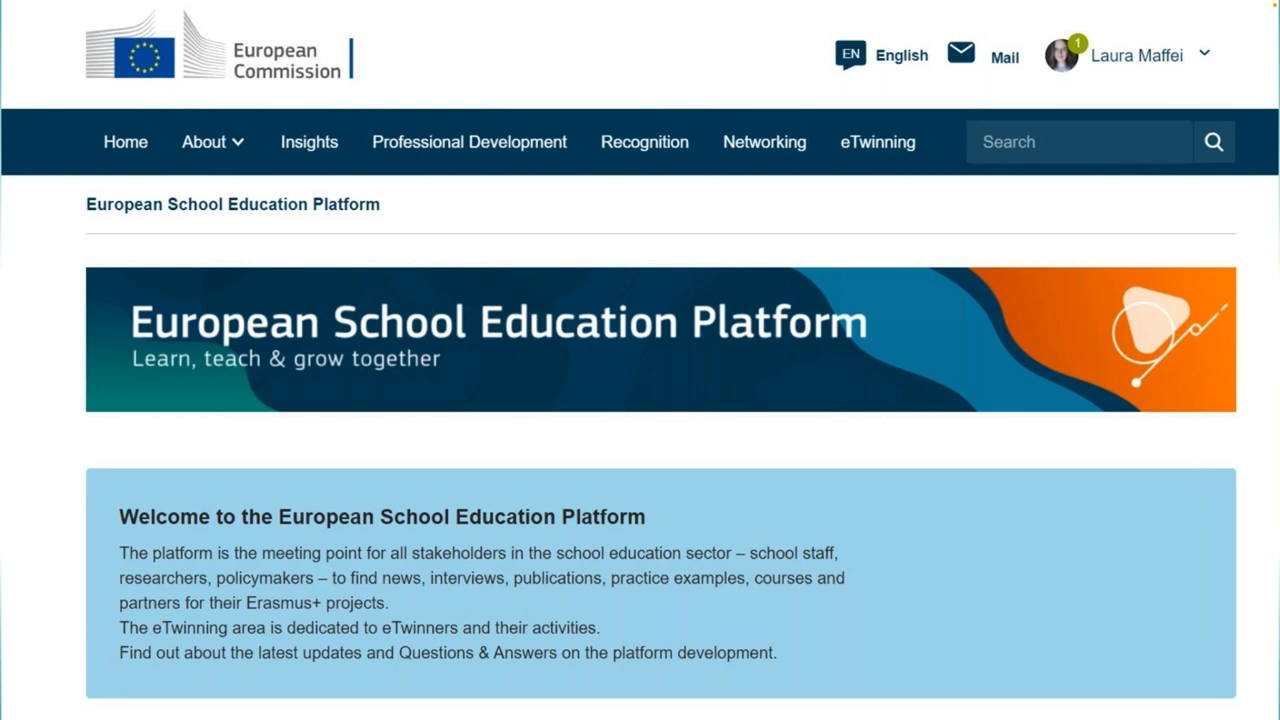 European
Commission
EN English Mail 1 Laura Maffei
Home About Insights Professional Development Recognition Networking eTwinning Search
European School Education Platform
European School Education Platform
Learn, teach & grow together
Welcome to the European School Education Platform
The platform is the meeting point for all stakeholders in the school education sector – school staff,
researchers, policymakers – to find news, interviews, publications, practice examples, courses and
partners for their Erasmus+ projects.
The eTwinning area is dedicated to eTwinners and their activities.
Find out about the latest updates and Questions & Answers on the platform development.